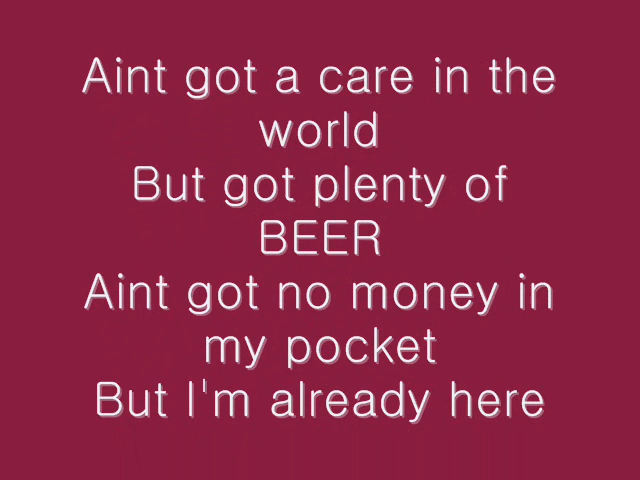 Aint got a care in the
world
But got plenty of
BEER
Aint got no money in
my pocket
But I'm already here